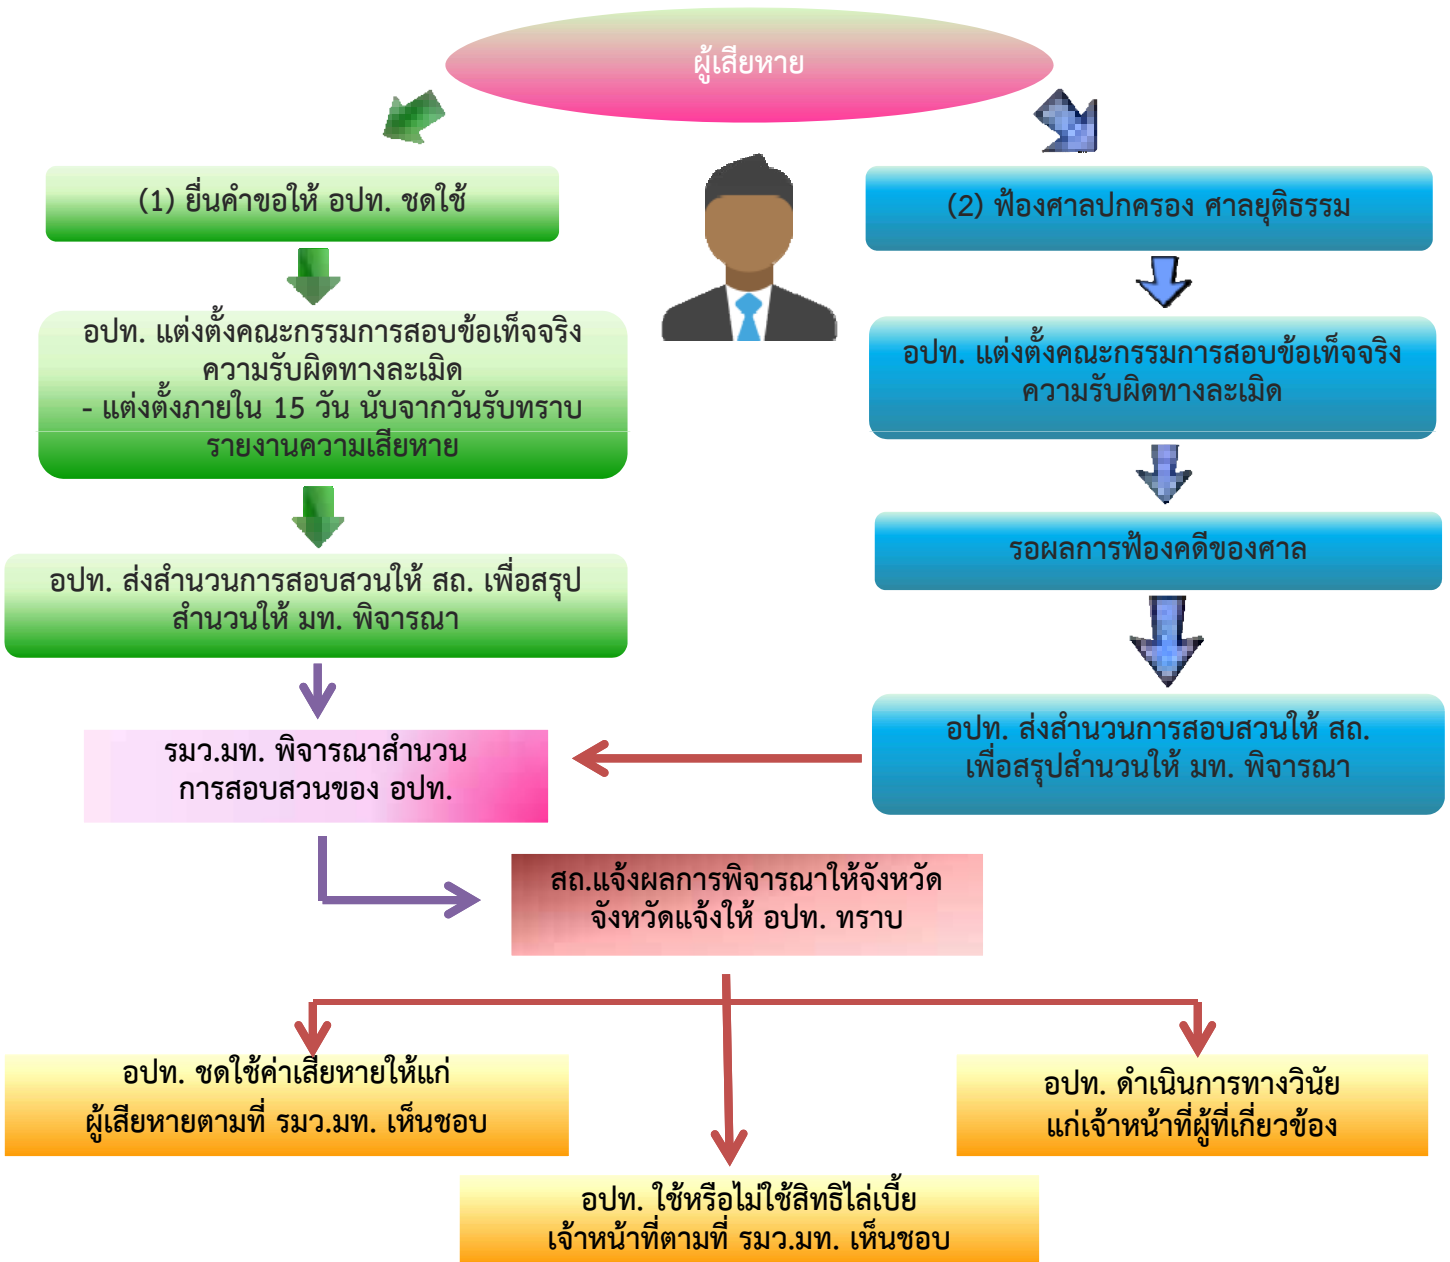 ผู้เสียหาย
(1) ยื่นคำขอให้ อปท. ชดใช้
(2) ฟ้องศาลปกครอง ศาลยุติธรรม
อปท. แต่งตั้งคณะกรรมการสอบข้อเท็จจริง
ความรับผิดทางละเมิด
- แต่งตั้งภายใน 15 วัน นับจากวันรับทราบ
รายงานความเสียหาย
อปท. แต่งตั้งคณะกรรมการสอบข้อเท็จจริง
ความรับผิดทางละเมิด
รอผลการฟ้องคดีของศาล
อปท. ส่งสำนวนการสอบสวนให้ สถ. เพื่อสรุป
สำนวนให้ มท. พิจารณา
อปท. ส่งสำนวนการสอบสวนให้ สถ.
เพื่อสรุปสำนวนให้ มท. พิจารณา
รมว.มท. พิจารณาสำนวน
การสอบสวนของ อปท.
สถ.แจ้งผลการพิจารณาให้จังหวัด
จังหวัดแจ้งให้ อปท. ทราบ
อปท. ชดใช้ค่าเสียหายให้แก่
ผู้เสียหายตามที่ รมว.มท. เห็นชอบ
อปท. ดำเนินการทางวินัย
แก่เจ้าหน้าที่ผู้ที่เกี่ยวข้อง
อปท. ใช้หรือไม่ใช้สิทธิไล่เบี้ย
เจ้าหน้าที่ตามที่ รมว.มท. เห็นชอบ